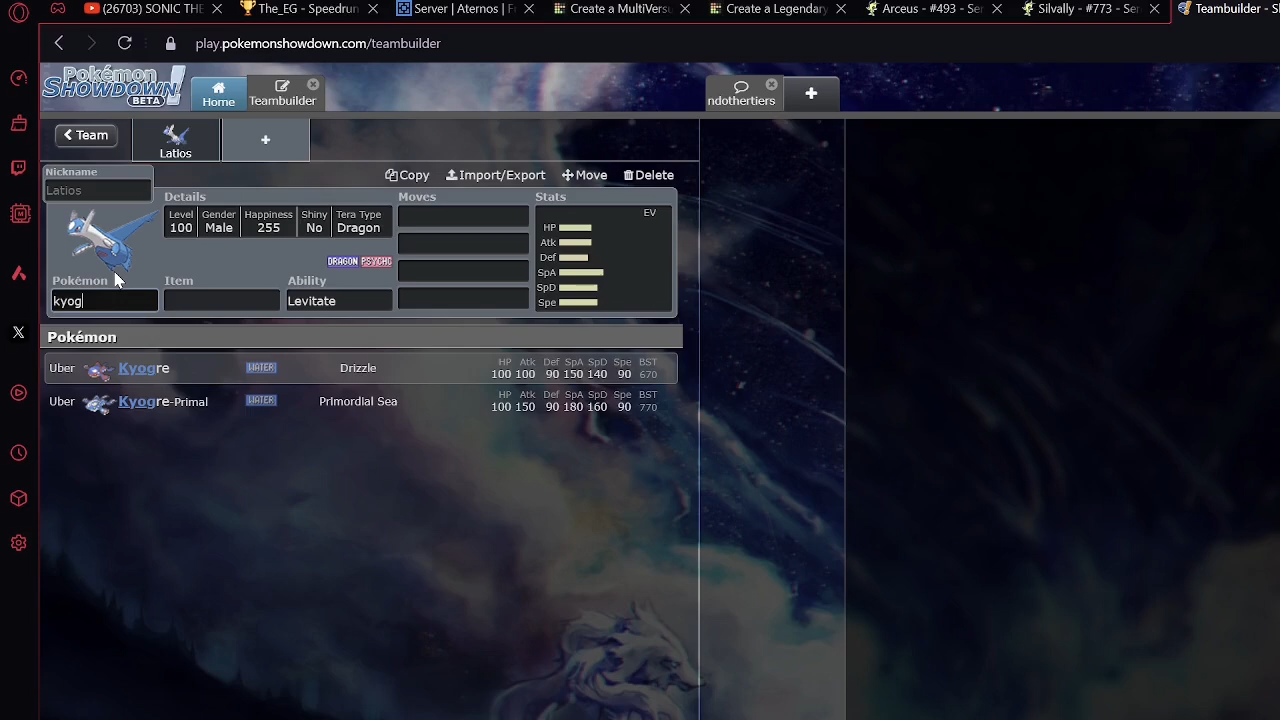 (26703) SONIC THE
The_EG - Speedrun
Server | Aternos | F
Create a MultiVersu
Create a Legendary
Arceus - #493 - Ser
Silvally - #773 - Ser
Teambuilder - S
play.pokemonshowdown.com/teambuilder
Pokémon
SHOWDOWN!
BETA
Home
Teambuilder
ndothertiers
Team
Latios
Nickname
Latios
Copy Import/Export Move Delete
Details
Moves
Stats
Level Gender Happiness Shiny Tera Type
100 Male 255 No Dragon
EV
HP
Atk
Def
SpA
SpD
Spe
DRAGON PSYCHC
Pokémon Item Ability
kyog Levitate
Pokémon
Uber Kyogre WATER Drizzle
HP Atk Def SpA SpD Spe BST
100 100 90 150 140 90 670
Uber Kyogre-Primal WATER Primordial Sea
HP Atk Def SpA SpD Spe BST
100 150 90 180 160 90 770